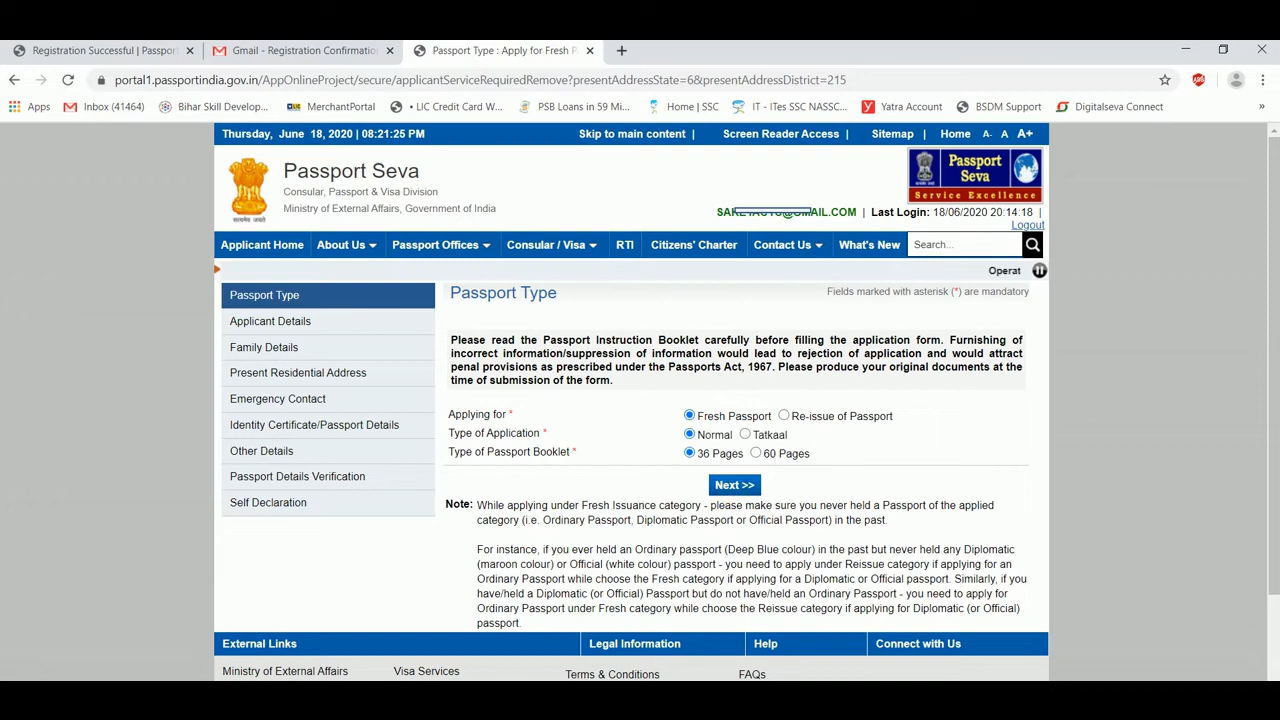 Registration Successful | Passpor
Gmail - Registration Confirmation
Passport Type : Apply for Fresh P
portal1.passportindia.gov.in/AppOnlineProject/secure/applicantServiceRequiredRemove?presentAddressState=6&presentAddressDistrict=215
Apps
Inbox (41464)
Bihar Skill Develop...
MerchantPortal
• LIC Credit Card W...
PSB Loans in 59 Mi...
Home | SSC
IT - ITes SSC NASSC...
Yatra Account
BSDM Support
Digitalseva Connect
»
Thursday, June 18, 2020 | 08:21:25 PM
Skip to main content |
Screen Reader Access |
Sitemap |
Home
A- A A+
Passport Seva
Consular, Passport & Visa Division
Ministry of External Affairs, Government of India
Passport
Seva
Service Excellence
| Last Login: 18/06/2020 20:14:18 |
Logout
Applicant Home
About Us
Passport Offices
Consular / Visa
RTI
Citizens' Charter
Contact Us
What's New
Search...
Operat
Passport Type
Applicant Details
Family Details
Present Residential Address
Emergency Contact
Identity Certificate/Passport Details
Other Details
Passport Details Verification
Self Declaration
Passport Type
Fields marked with asterisk (*) are mandatory
Please read the Passport Instruction Booklet carefully before filling the application form. Furnishing of
incorrect information/suppression of information would lead to rejection of application and would attract
penal provisions as prescribed under the Passports Act, 1967. Please produce your original documents at the
time of submission of the form.
Applying for * Fresh Passport Re-issue of Passport
Type of Application * Normal Tatkaal
Type of Passport Booklet * 36 Pages 60 Pages
Next >>
Note: While applying under Fresh Issuance category - please make sure you never held a Passport of the applied
category (i.e. Ordinary Passport, Diplomatic Passport or Official Passport) in the past.
For instance, if you ever held an Ordinary passport (Deep Blue colour) in the past but never held any Diplomatic
(maroon colour) or Official (white colour) passport - you need to apply under Reissue category if applying for an
Ordinary Passport while choose the Fresh category if applying for a Diplomatic or Official passport. Similarly, if you
have/held a Diplomatic (or Official) Passport but do not have/held an Ordinary Passport - you need to apply for
Ordinary Passport under Fresh category while choose the Reissue category if applying for Diplomatic (or Official)
passport.
External Links
Legal Information
Help
Connect with Us
Ministry of External Affairs
Visa Services
Terms & Conditions
FAQs